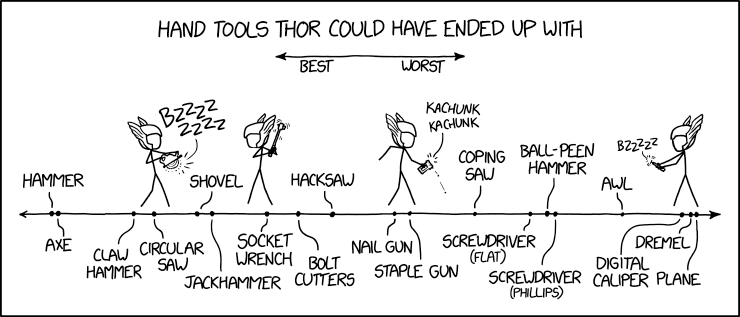 HAND TOOLS THOR COULD HAVE ENDED UP WITH
BEST WORST
BZZZZ
ZZZZ
KACHUNK
KACHUNK
BZZZZZ
HAMMER
AXE
CLAW
HAMMER
CIRCULAR
SAW
SHOVEL
JACKHAMMER
SOCKET
WRENCH
BOLT
CUTTERS
HACKSAW
NAIL GUN
STAPLE GUN
COPING
SAW
SCREWDRIVER
(FLAT)
BALL-PEEN
HAMMER
SCREWDRIVER
(PHILLIPS)
AWL
DIGITAL
CALIPER
DREMEL
PLANE